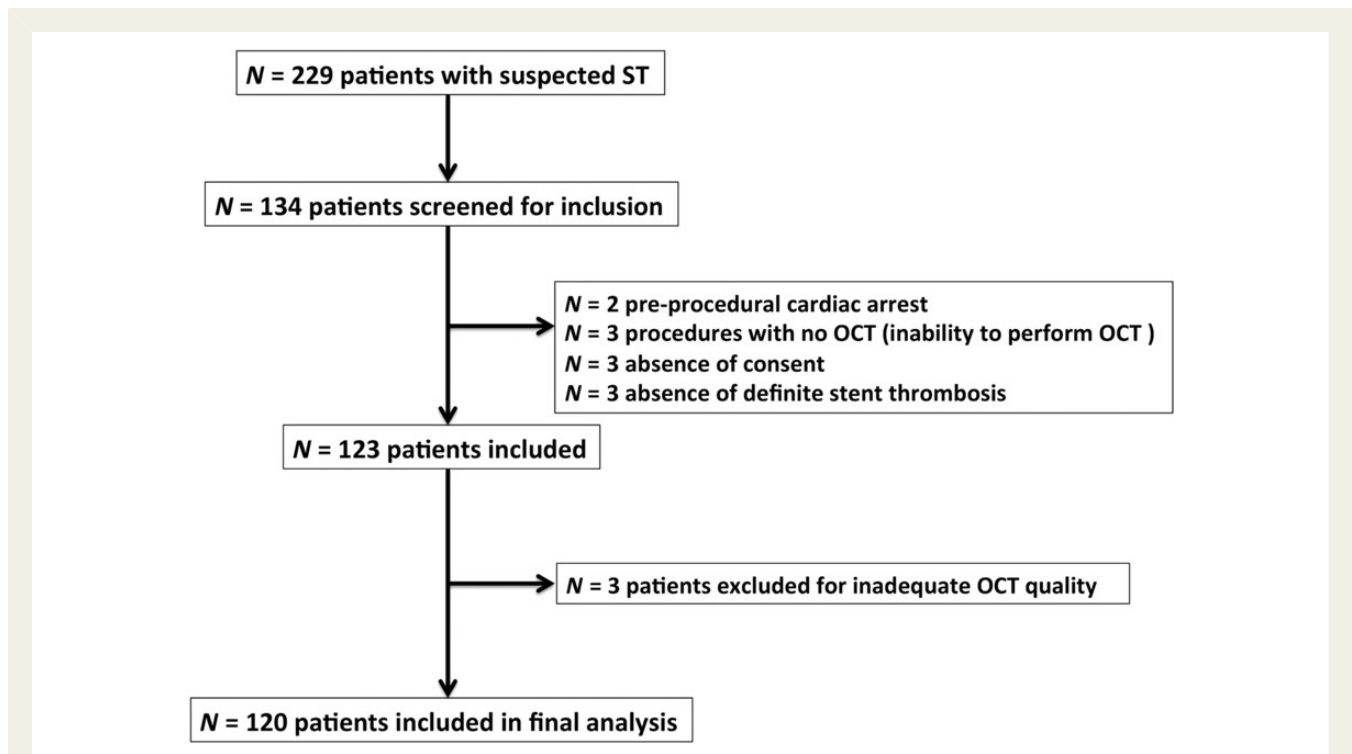 N = 229 patients with suspected ST
N = 134 patients screened for inclusion
N = 2 pre-procedural cardiac arrest
N = 3 procedures with no OCT (inability to perform OCT )
N = 3 absence of consent
N = 3 absence of definite stent thrombosis
N = 123 patients included
N = 3 patients excluded for inadequate OCT quality
N = 120 patients included in final analysis